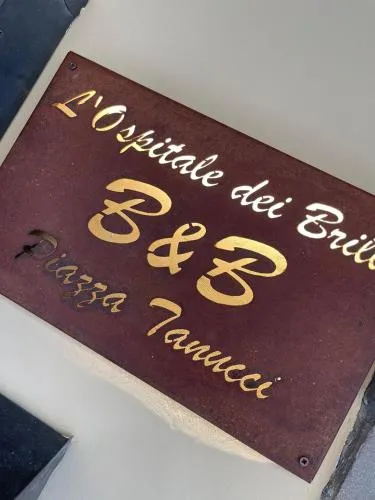 L'Ospitale dei Brill
B&B
Piazza Tanucci